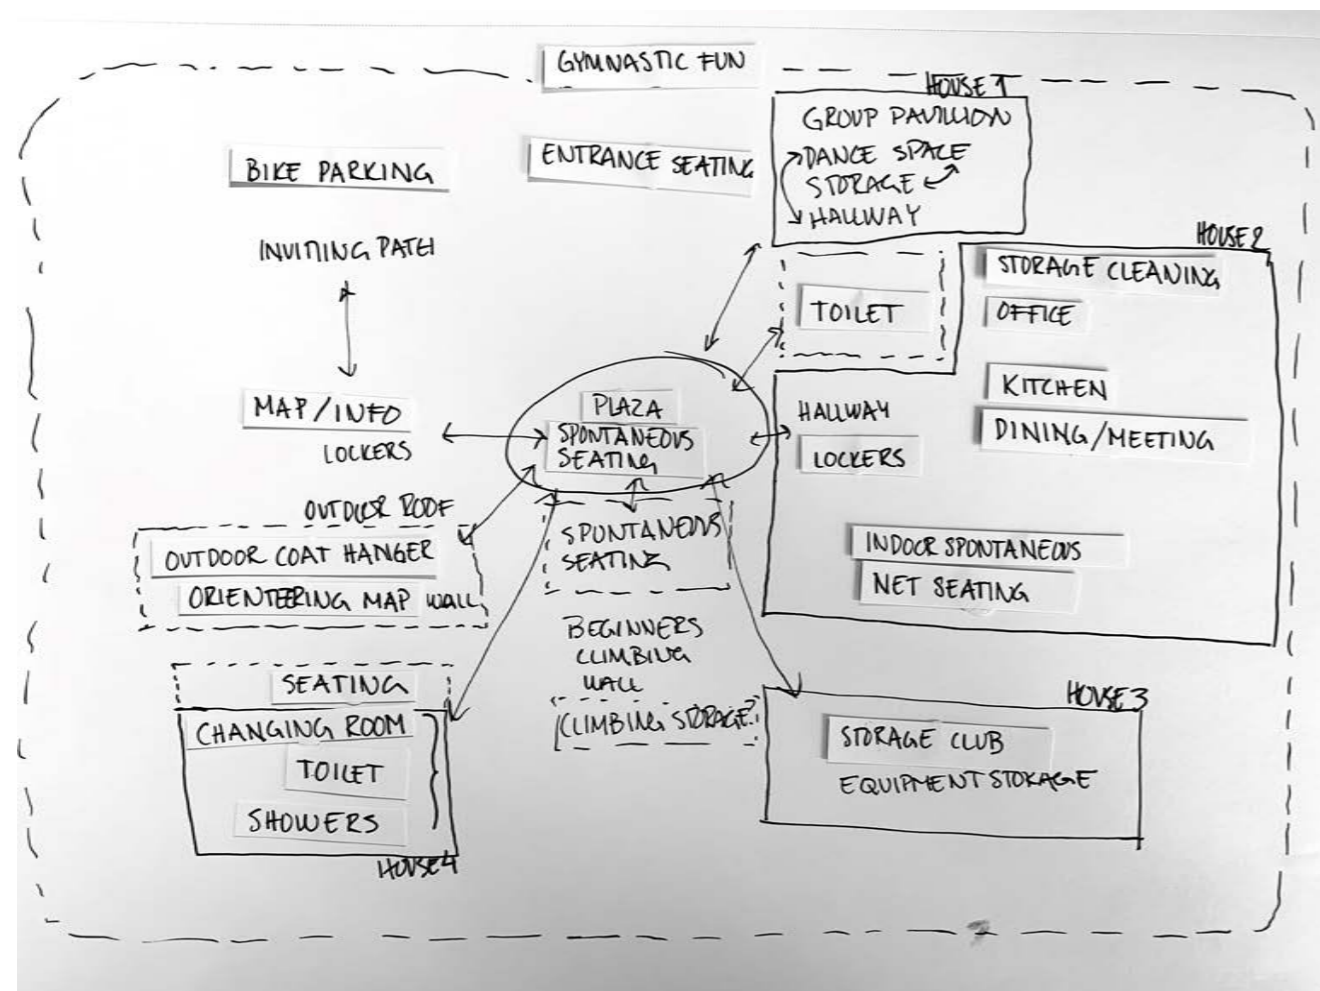 GYMNASTIC FUN
HOUSE 1
GROUP PAVILLION
DANCE SPACE
STORAGE
HALLWAY
ENTRANCE SEATING
BIKE PARKING
INVITING PATH
HOUSE 2
STORAGE CLEANING
OFFICE
KITCHEN
DINING/MEETING
TOILET
HALLWAY
LOCKERS
INDOOR SPONTANEOUS
NET SEATING
MAP/INFO
LOCKERS
PLAZA
SPONTANEOUS
SEATING
OUTDOOR ROOF
OUTDOOR COAT HANGER
ORIENTEERING MAP WALL
SPONTANEOUS
SEATING
BEGINNERS
CLIMBING
WALL
CLIMBING STORAGE?
SEATING
CHANGING ROOM
TOILET
SHOWERS
HOUSE 4
HOUSE 3
STORAGE CLUB
EQUIPMENT STORAGE